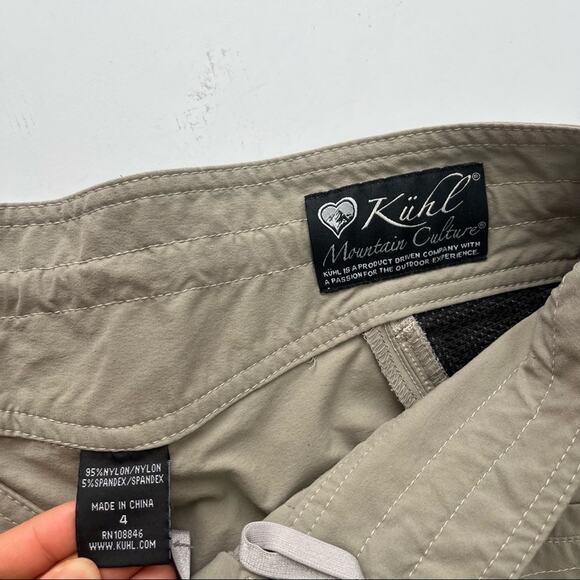 Kühl®
Mountain Culture®
KÜHL IS A PRODUCT DRIVEN COMPANY WITH
A PASSION FOR THE OUTDOOR EXPERIENCE.
95%NYLON/NYLON
5%SPANDEX/SPANDEX
MADE IN CHINA
4
RN108846
WWW.KUHL.COM